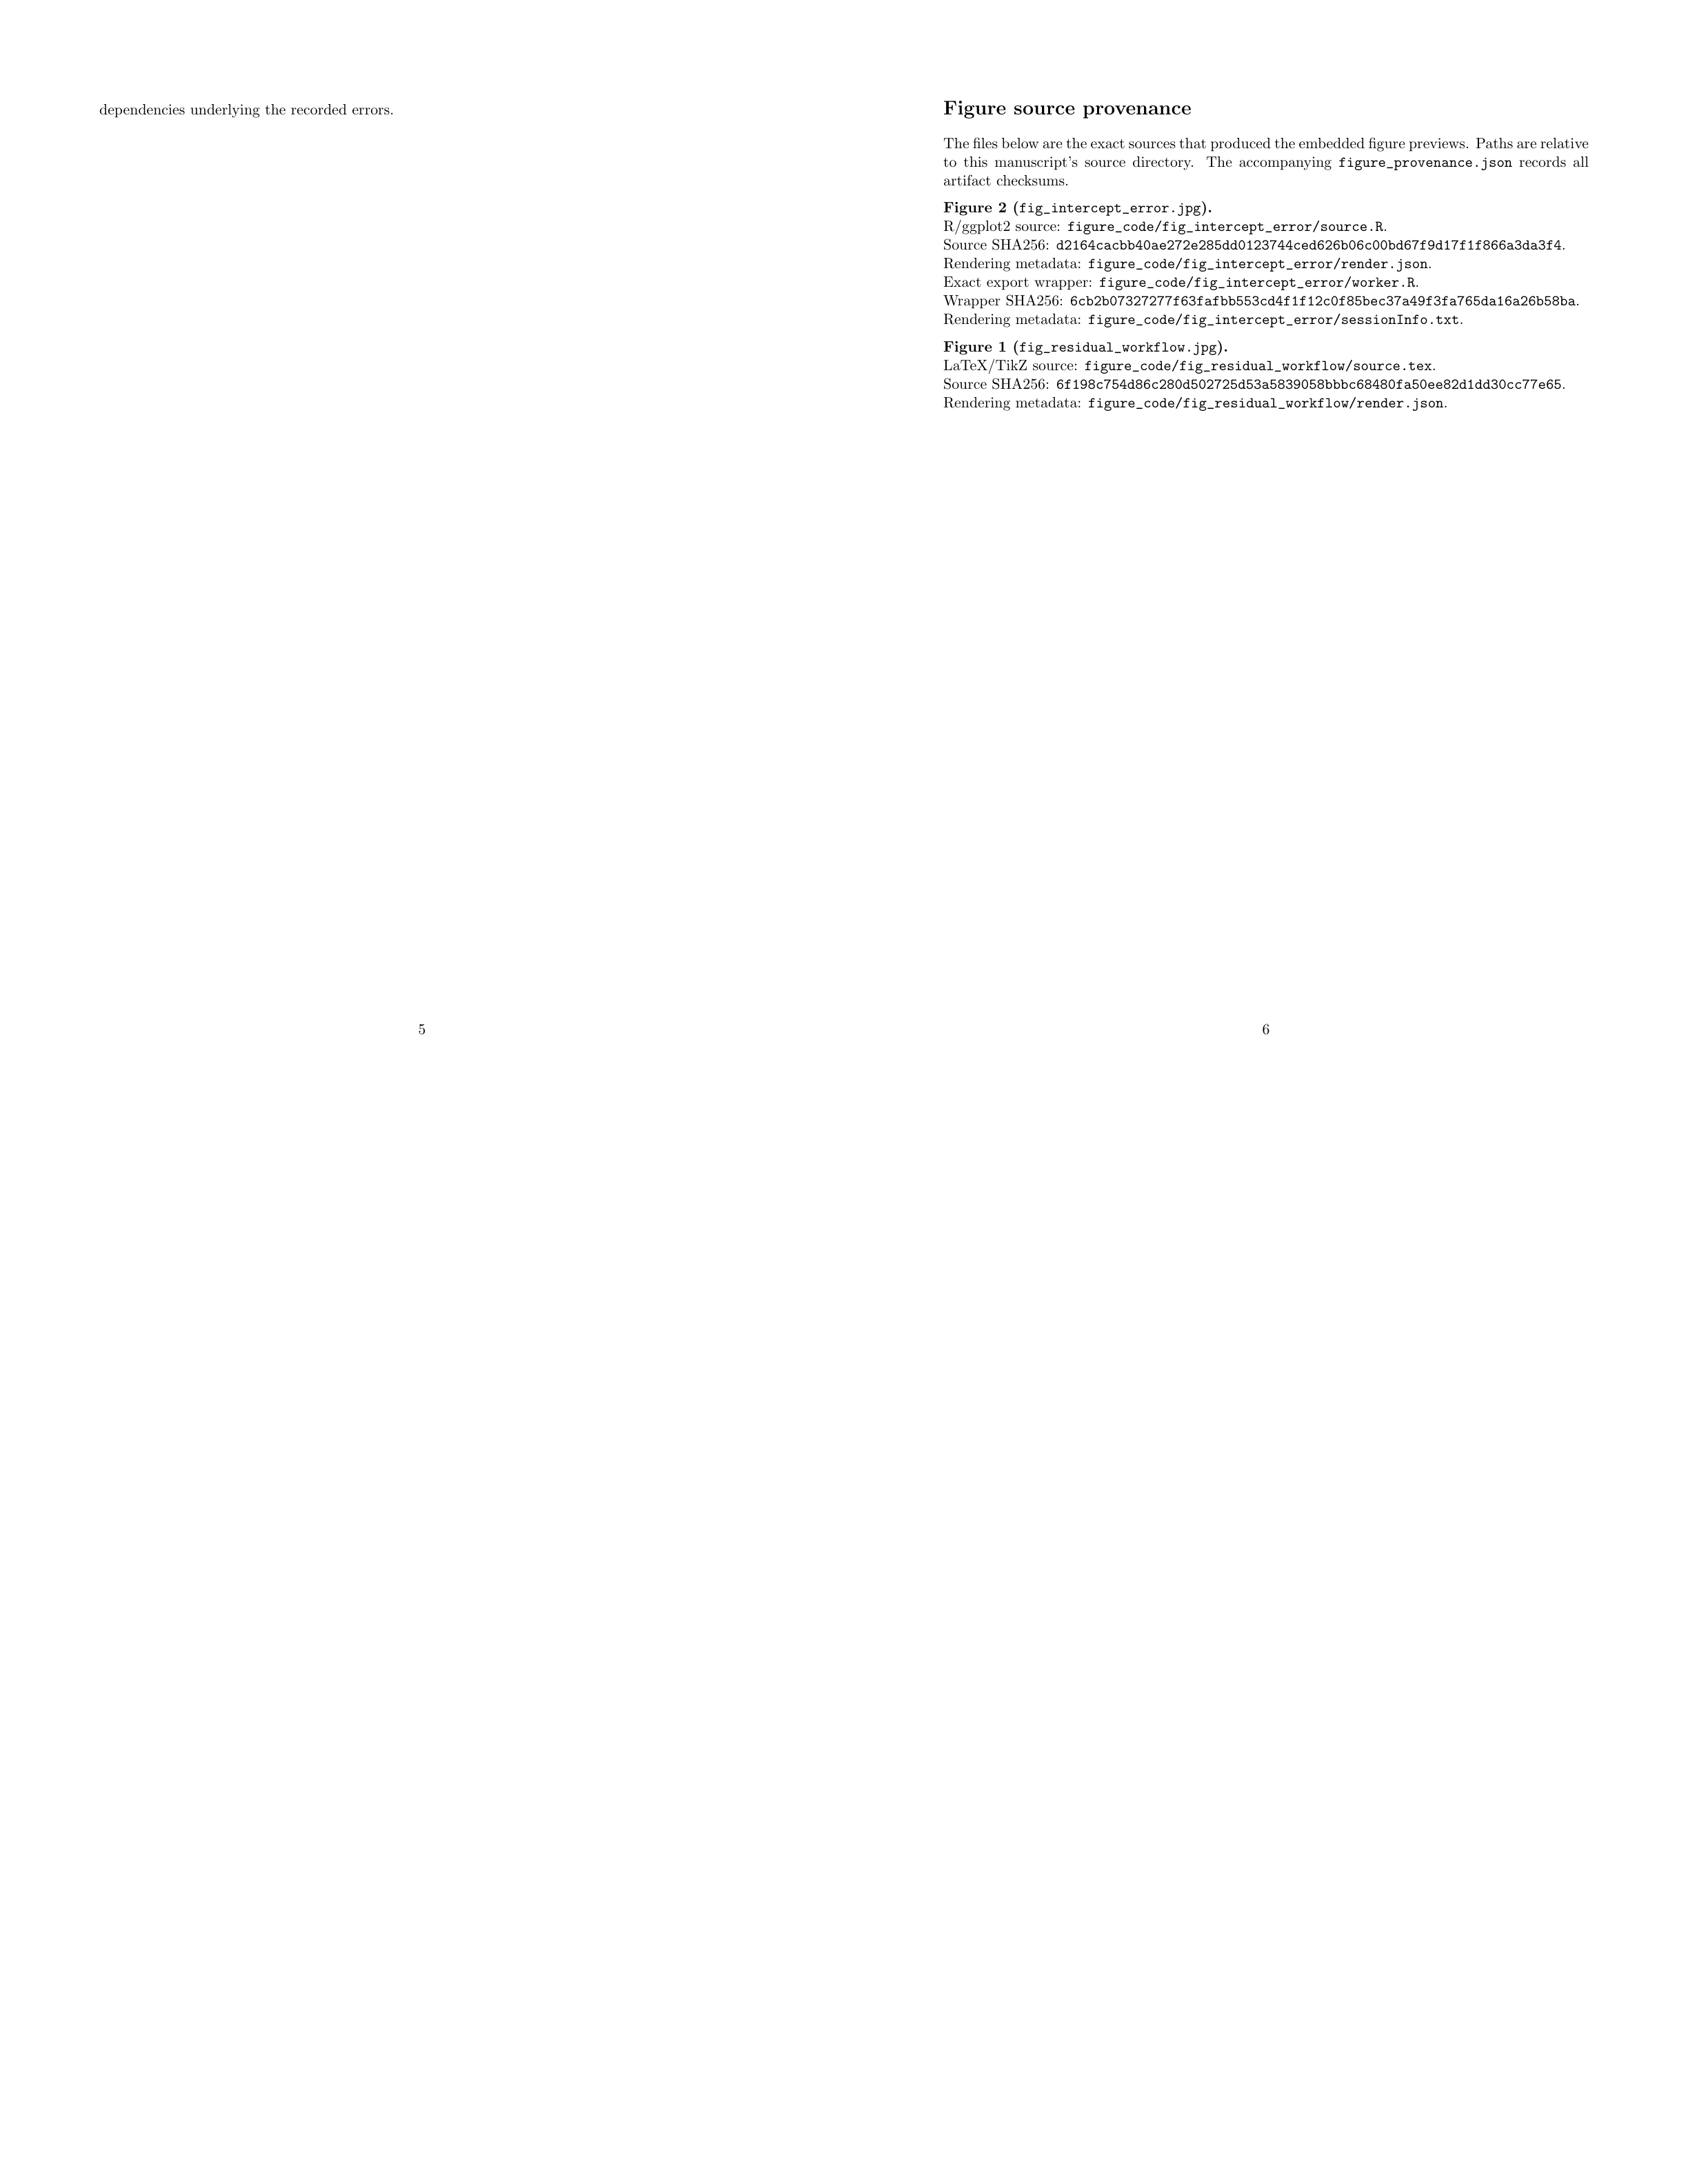 dependencies underlying the recorded errors.
5
Figure source provenance
The files below are the exact sources that produced the embedded figure previews. Paths are relative
to this manuscript's source directory. The accompanying figure_provenance.json records all
artifact checksums.
Figure 2 (fig_intercept_error.jpg).
R/ggplot2 source: figure_code/fig_intercept_error/source.R.
Source SHA256: d2164cacbb40ae272e285dd0123744ced626b06c00bd67f9d17f1f866a3da3f4.
Rendering metadata: figure_code/fig_intercept_error/render.json.
Exact export wrapper: figure_code/fig_intercept_error/worker.R.
Wrapper SHA256: 6cb2b07327277f63fafbb553cd4f1f12c0f85bec37a49f3fa765da16a26b58ba.
Rendering metadata: figure_code/fig_intercept_error/sessionInfo.txt.
Figure 1 (fig_residual_workflow.jpg).
LaTeX/TikZ source: figure_code/fig_residual_workflow/source.tex.
Source SHA256: 6f198c754d86c280d502725d53a5839058bbbc68480fa50ee82d1dd30cc77e65.
Rendering metadata: figure_code/fig_residual_workflow/render.json.
6